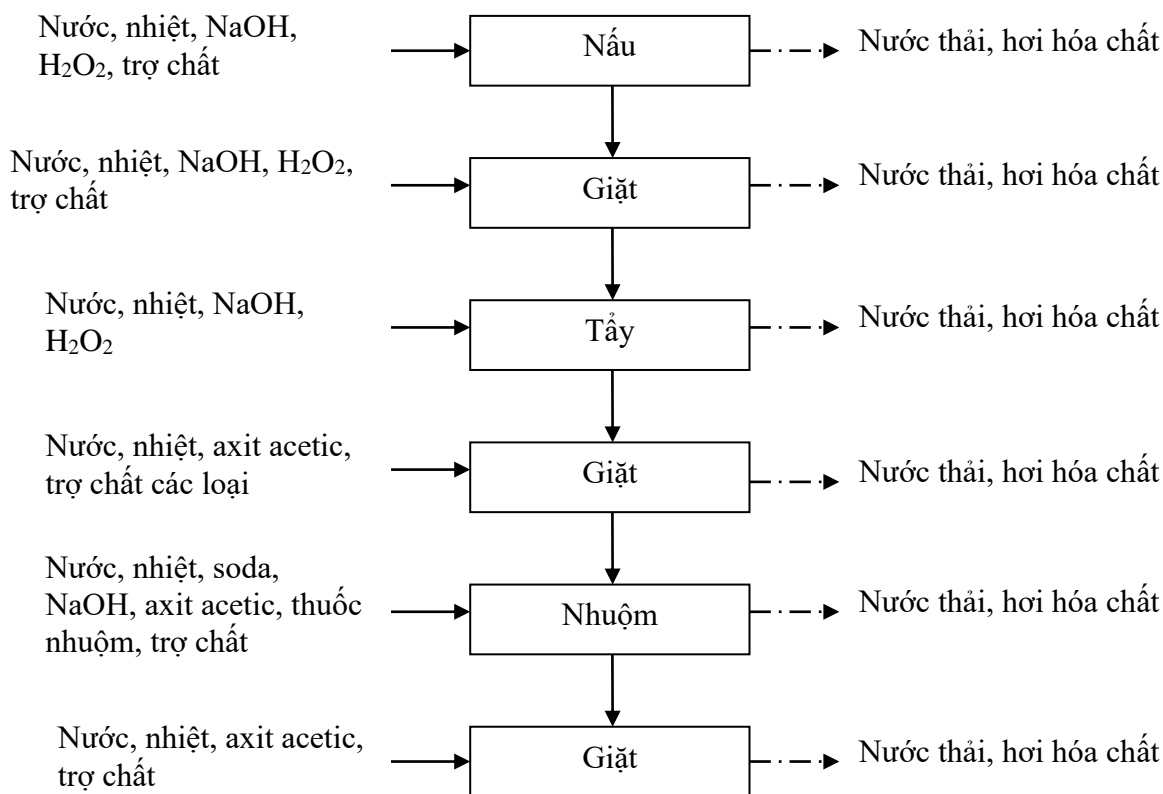 Nước, nhiệt, NaOH,
H₂O₂, trợ chất
Nấu
Nước thải, hơi hóa chất
Nước, nhiệt, NaOH, H₂O₂,
trợ chất
Giặt
Nước thải, hơi hóa chất
Nước, nhiệt, NaOH,
H₂O₂
Tẩy
Nước thải, hơi hóa chất
Nước, nhiệt, axit acetic,
trợ chất các loại
Giặt
Nước thải, hơi hóa chất
Nước, nhiệt, soda,
NaOH, axit acetic, thuốc
nhuộm, trợ chất
Nhuộm
Nước thải, hơi hóa chất
Nước, nhiệt, axit acetic,
trợ chất
Giặt
Nước thải, hơi hóa chất